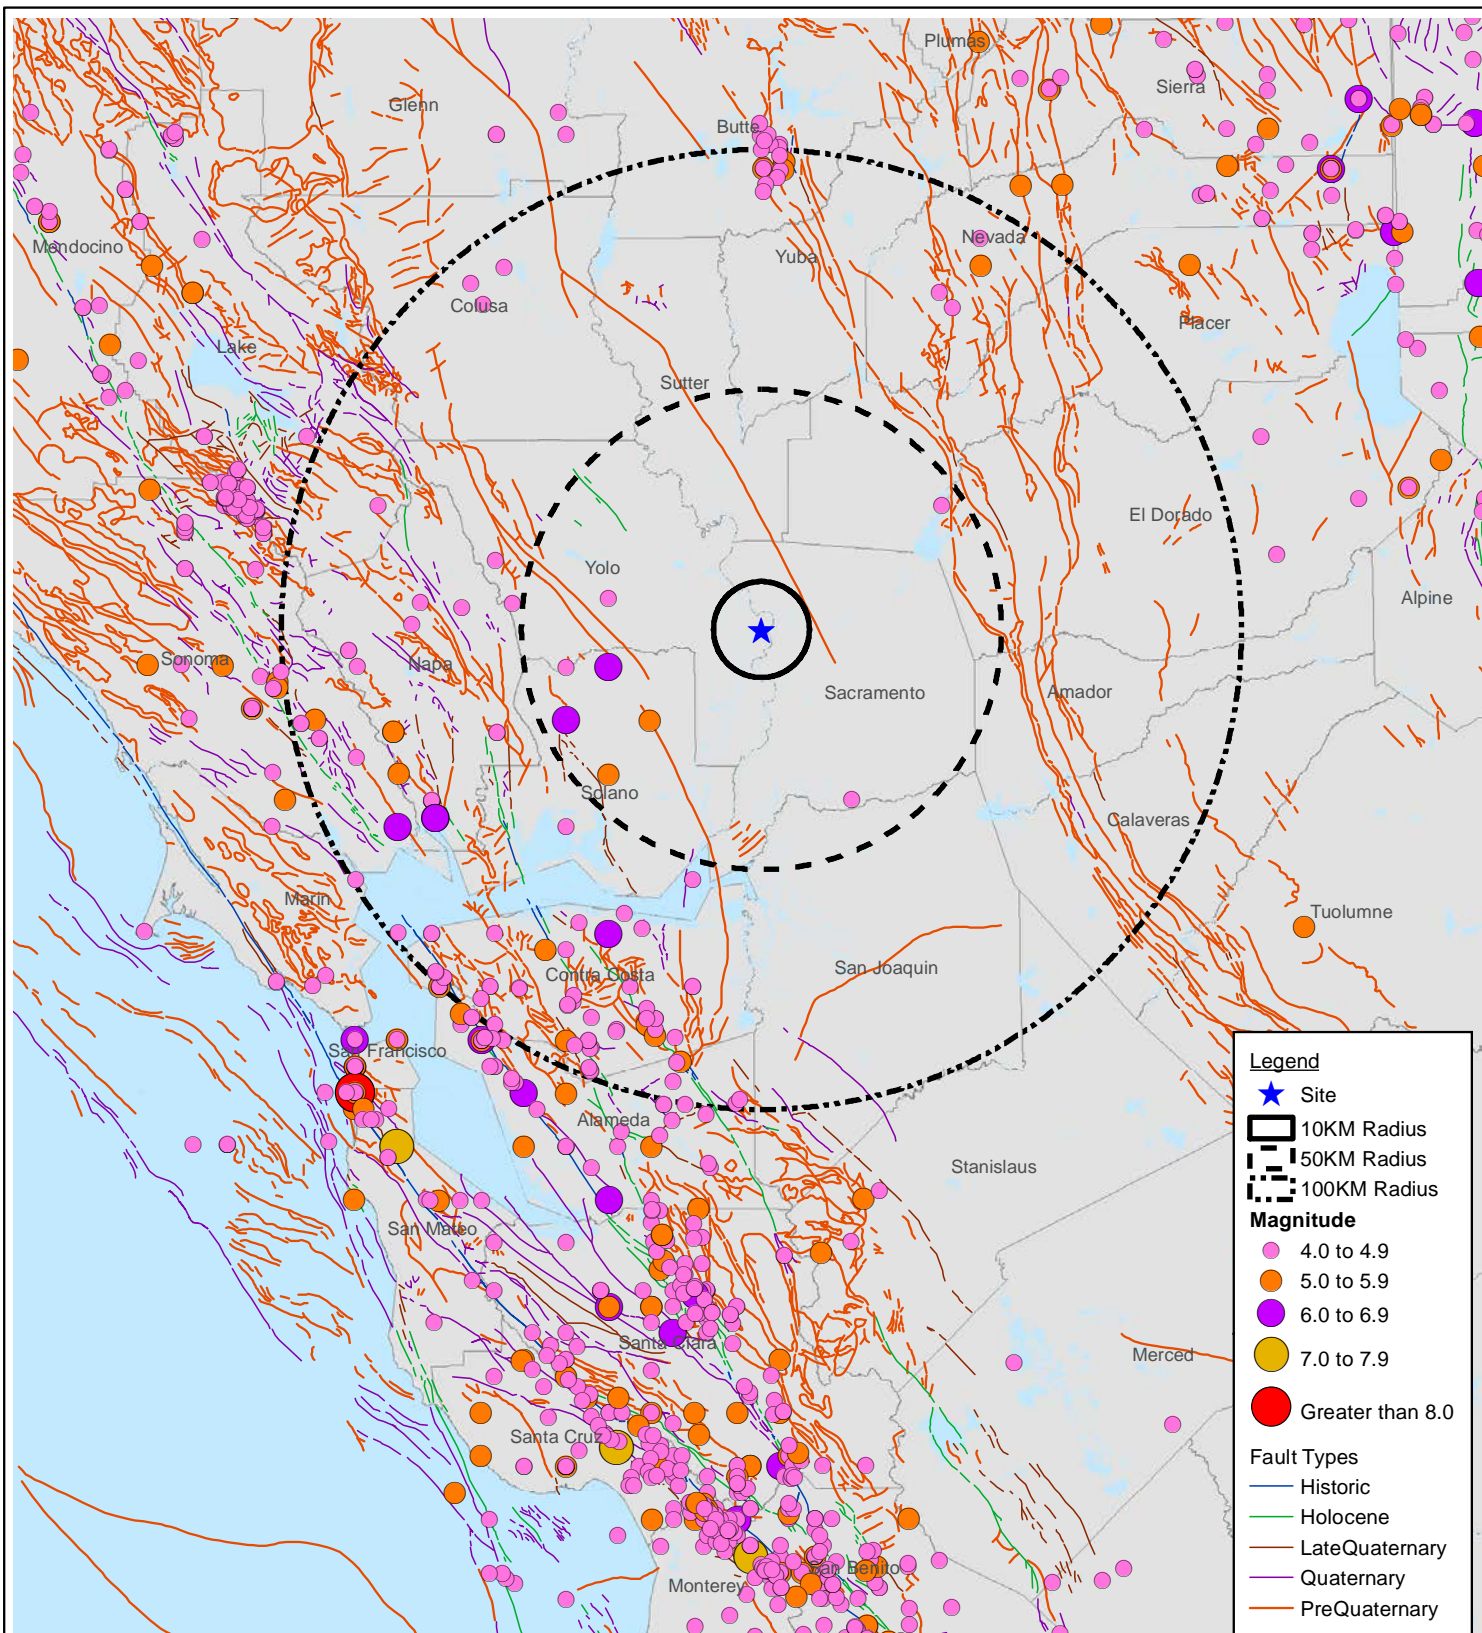 Plumas
Sierra
Glenn
Butte
Mendocino
Nevada
Yuba
Colusa
Placer
Lake
Sutter
El Dorado
Yolo
Alpine
Sonoma
Napa
Sacramento
Amador
Solano
Calaveras
Marin
Tuolumne
Contra Costa
San Joaquin
San Francisco
Alameda
Stanislaus
San Mateo
Santa Clara
Merced
Santa Cruz
San Benito
Monterey
Legend
Site
10KM Radius
50KM Radius
100KM Radius
Magnitude
4.0 to 4.9
5.0 to 5.9
6.0 to 6.9
7.0 to 7.9
Greater than 8.0
Fault Types
Historic
Holocene
LateQuaternary
Quaternary
PreQuaternary